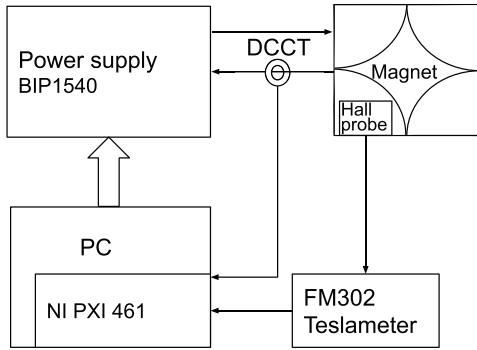 Power supply
BIP1540
DCCT
Magnet
Hall
probe
PC
NI PXI 461
FM302
Teslameter